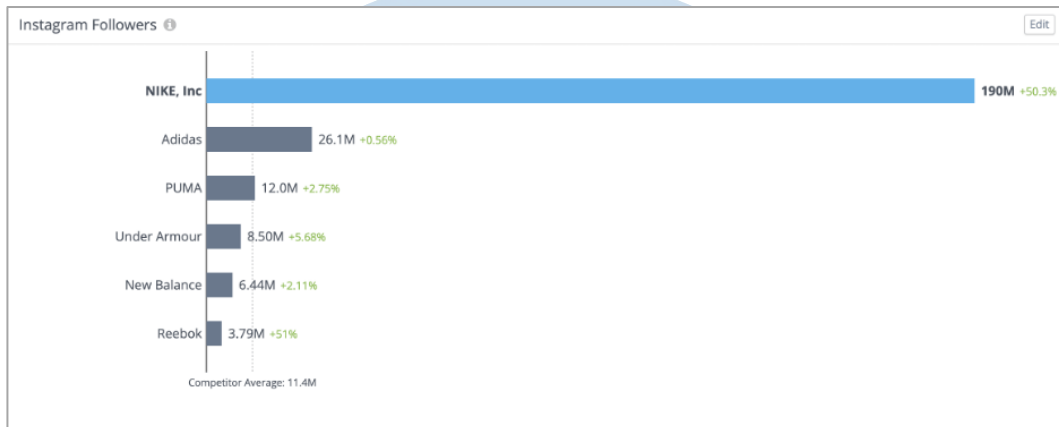 Instagram Followers
Edit
NIKE, Inc 190M +50.3%
Adidas 26.1M +0.56%
PUMA 12.0M +2.75%
Under Armour 8.50M +5.68%
New Balance 6.44M +2.11%
Reebok 3.79M +51%
Competitor Average: 11.4M